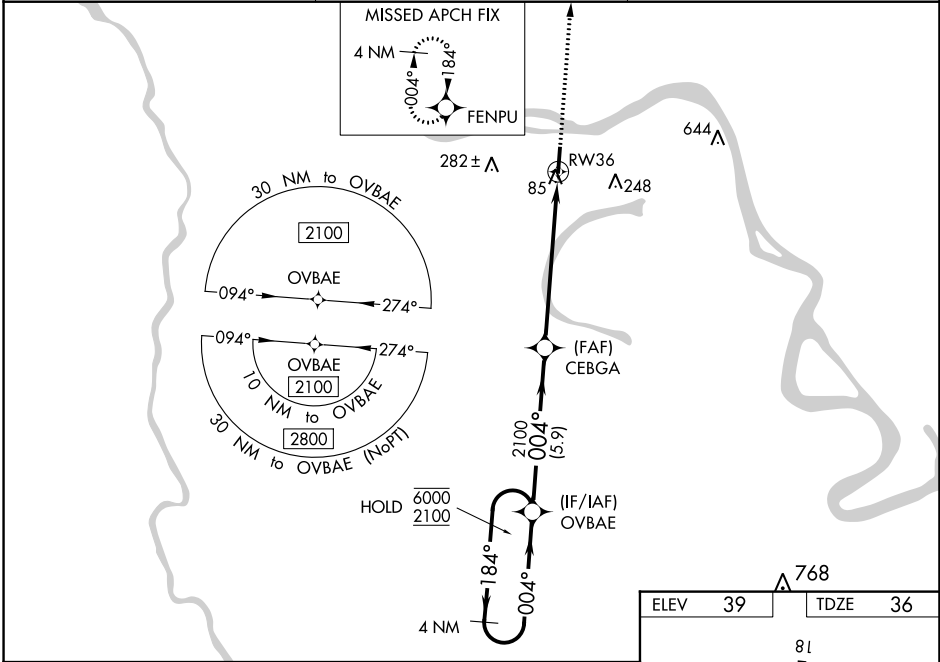 MISSED APCH FIX
4 NM
004°
184°
FENPU
644
282 ±
RW36
85
248
30 NM to OVBAE
2100
OVBAE
094°
274°
094°
274°
OVBAE
2100
10 NM to OVBAE
2800
30 NM to OVBAE (NoPT)
(FAF)
CEBGA
2100
004°
(5.9)
HOLD
6000
2100
(IF/IAF)
OVBAE
184°
004°
4 NM
768
ELEV 39
TDZE 36
18